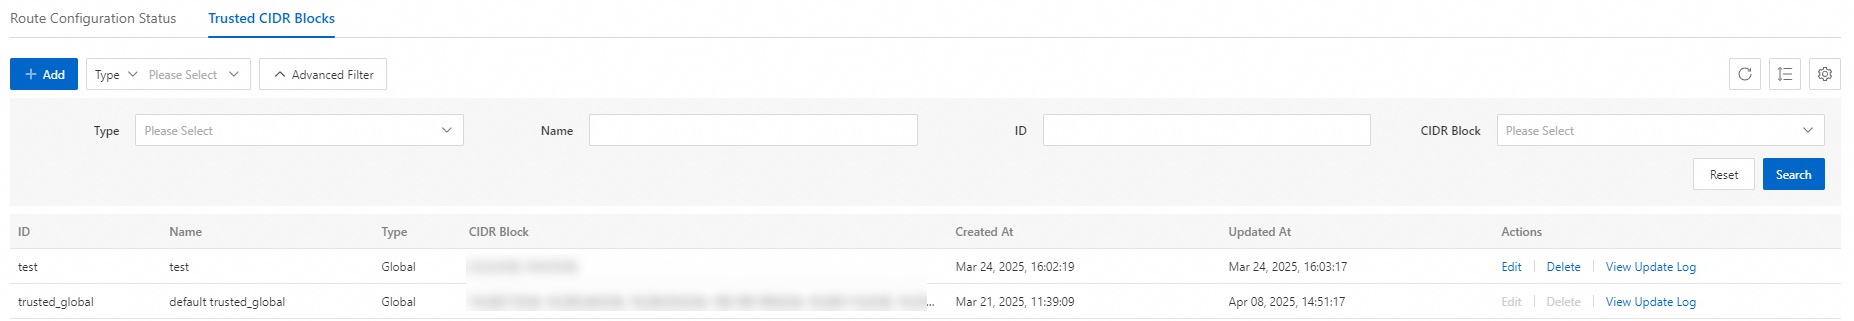 Route Configuration Status Trusted CIDR Blocks
+ Add Type Please Select Advanced Filter
Type Please Select Name ID CIDR Block Please Select
Reset Search
ID Name Type CIDR Block Created At Updated At Actions
test test Global Mar 24, 2025, 16:02:19 Mar 24, 2025, 16:03:17 Edit Delete View Update Log
trusted_global default trusted_global Global ... Mar 21, 2025, 11:39:09 Apr 08, 2025, 14:51:17 Edit Delete View Update Log